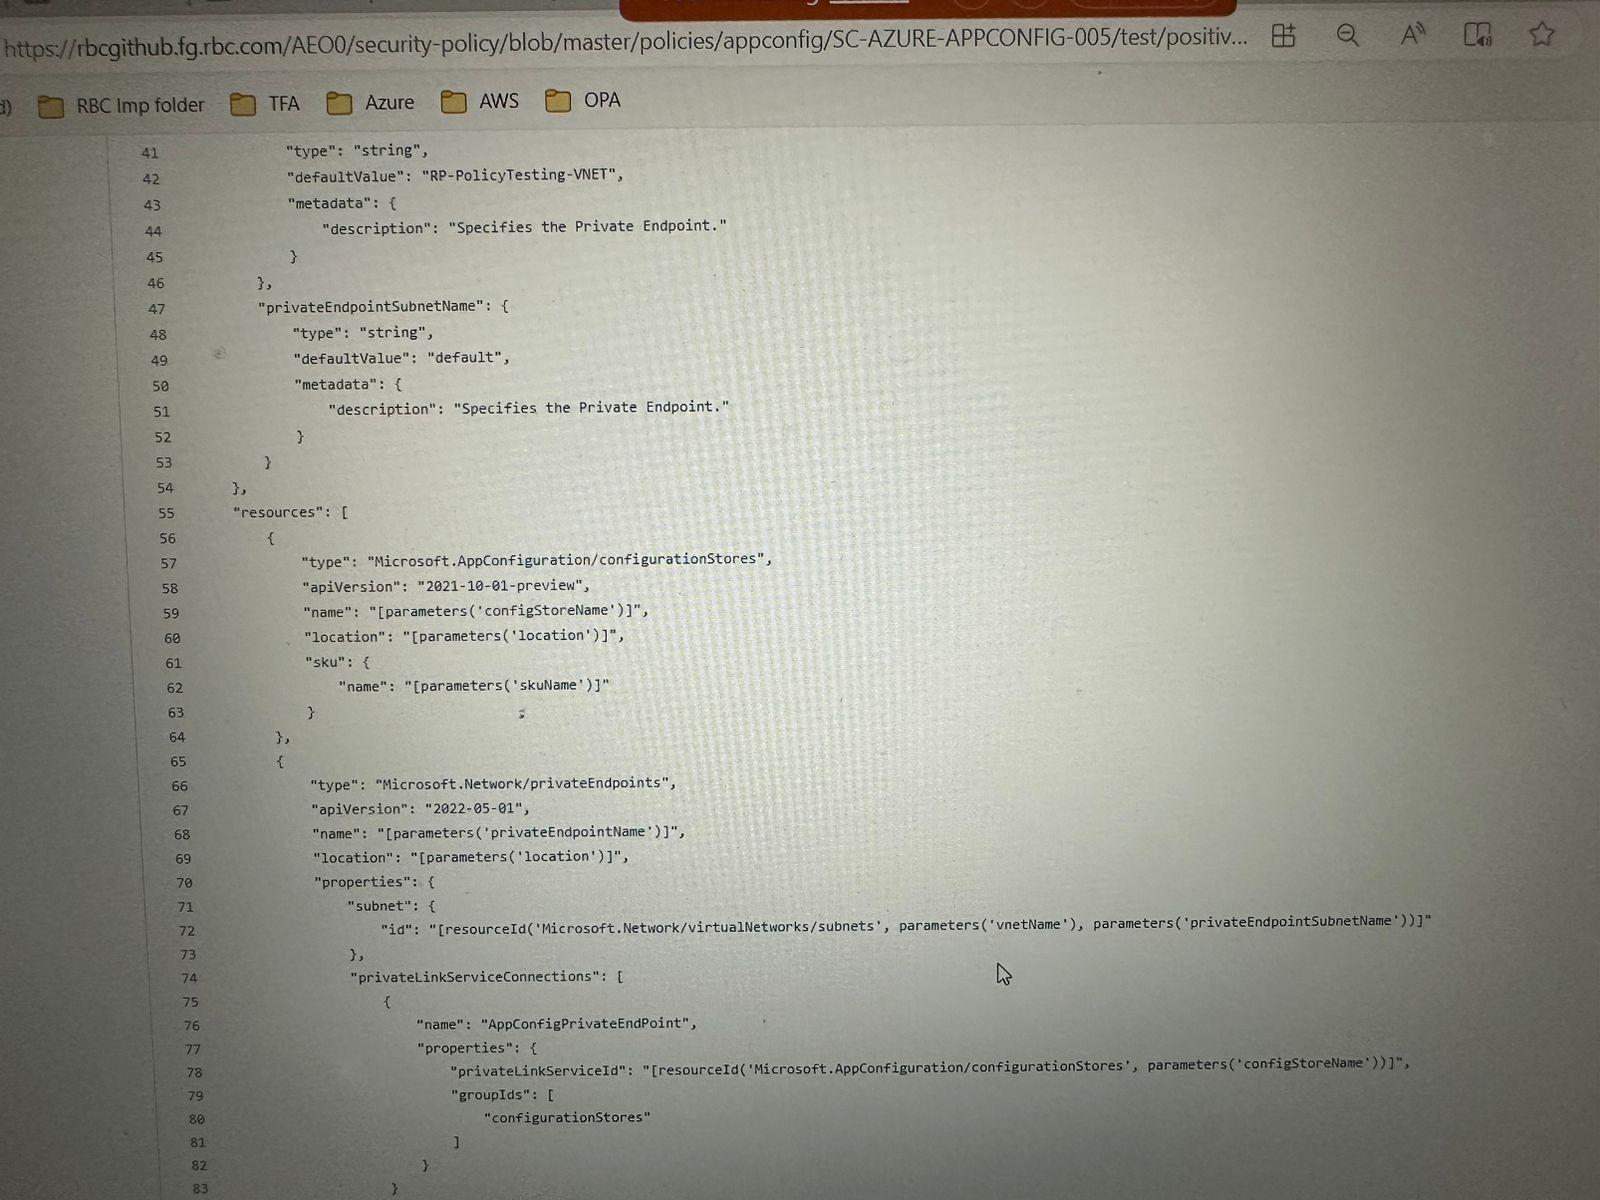 https://rbcgithub.fg.rbc.com/AEO0/security-policy/blob/master/policies/appconfig/SC-AZURE-APPCONFIG-005/test/positiv...
RBC Imp folder TFA Azure AWS OPA
41 "type": "string",
42 "defaultValue": "RP-PolicyTesting-VNET",
43 "metadata": {
44 "description": "Specifies the Private Endpoint."
45 }
46 },
47 "privateEndpointSubnetName": {
48 "type": "string",
49 "defaultValue": "default",
50 "metadata": {
51 "description": "Specifies the Private Endpoint."
52 }
53 }
54 },
55 "resources": [
56 {
57 "type": "Microsoft.AppConfiguration/configurationStores",
58 "apiVersion": "2021-10-01-preview",
59 "name": "[parameters('configStoreName')]",
60 "location": "[parameters('location')]",
61 "sku": {
62 "name": "[parameters('skuName')]"
63 }
64 },
65 {
66 "type": "Microsoft.Network/privateEndpoints",
67 "apiVersion": "2022-05-01",
68 "name": "[parameters('privateEndpointName')]",
69 "location": "[parameters('location')]",
70 "properties": {
71 "subnet": {
72 "id": "[resourceId('Microsoft.Network/virtualNetworks/subnets', parameters('vnetName'), parameters('privateEndpointSubnetName'))]"
73 },
74 "privateLinkServiceConnections": [
75 {
76 "name": "AppConfigPrivateEndPoint",
77 "properties": {
78 "privateLinkServiceId": "[resourceId('Microsoft.AppConfiguration/configurationStores', parameters('configStoreName'))]",
79 "groupIds": [
80 "configurationStores"
81 ]
82 }
83 }